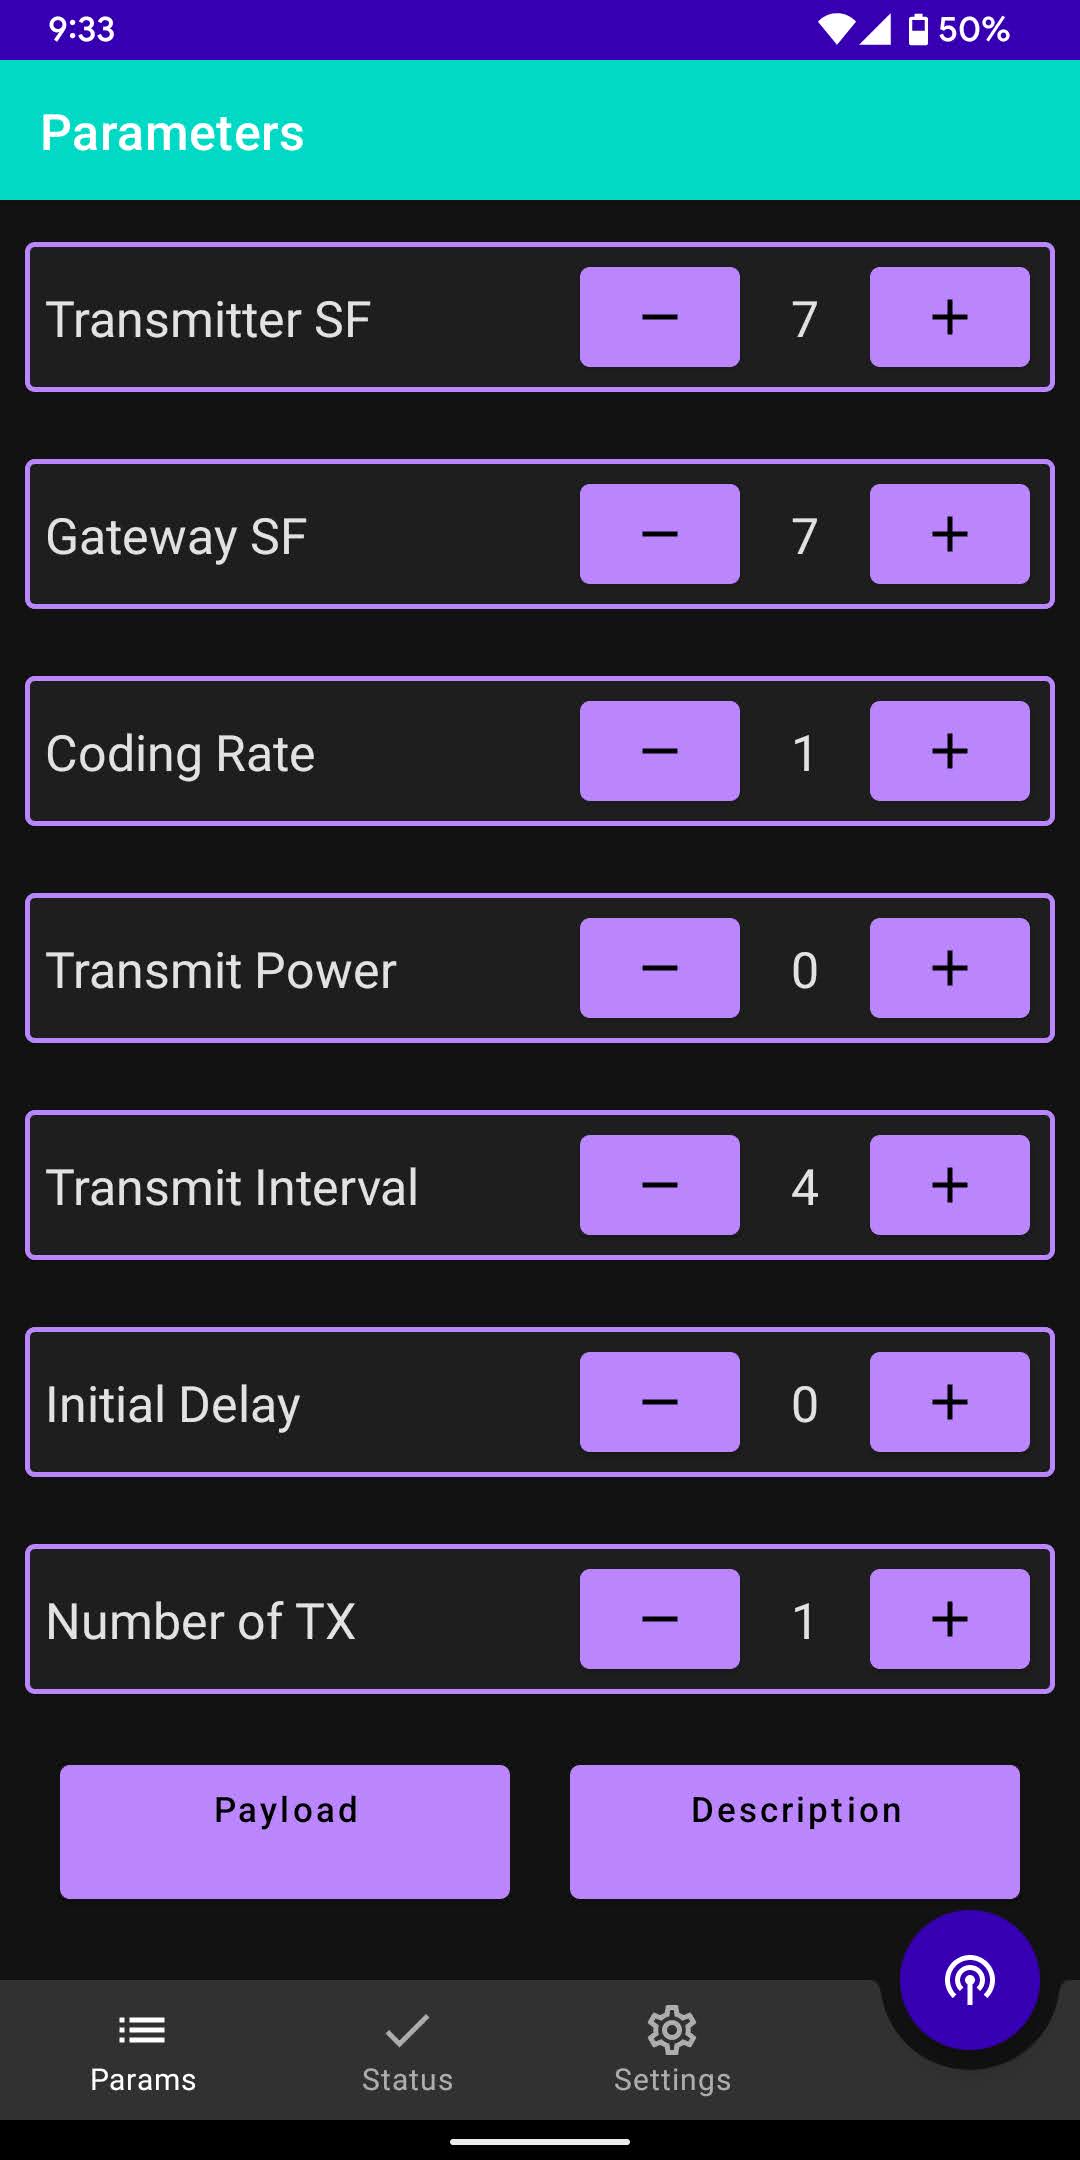 9:33 50%
Parameters
Transmitter SF − 7 +
Gateway SF − 7 +
Coding Rate − 1 +
Transmit Power − 0 +
Transmit Interval − 4 +
Initial Delay − 0 +
Number of TX − 1 +
Payload Description
Params Status Settings